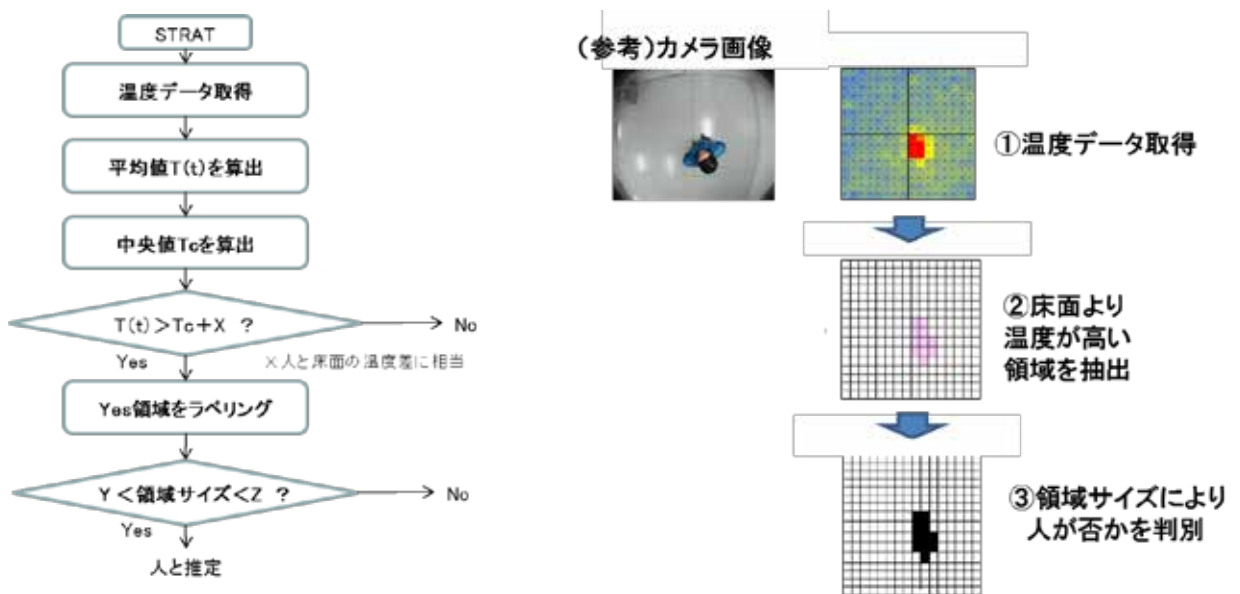 STRAT
温度データ取得
平均値T(t)を算出
中央値Tcを算出
T(t)>Tc+X ?
No
Yes
×人と床面の温度差に相当
Yes領域をラベリング
Y<領域サイズ<Z ?
No
Yes
人と推定
(参考)カメラ画像
①温度データ取得
②床面より
温度が高い
領域を抽出
③領域サイズにより
人が否かを判別